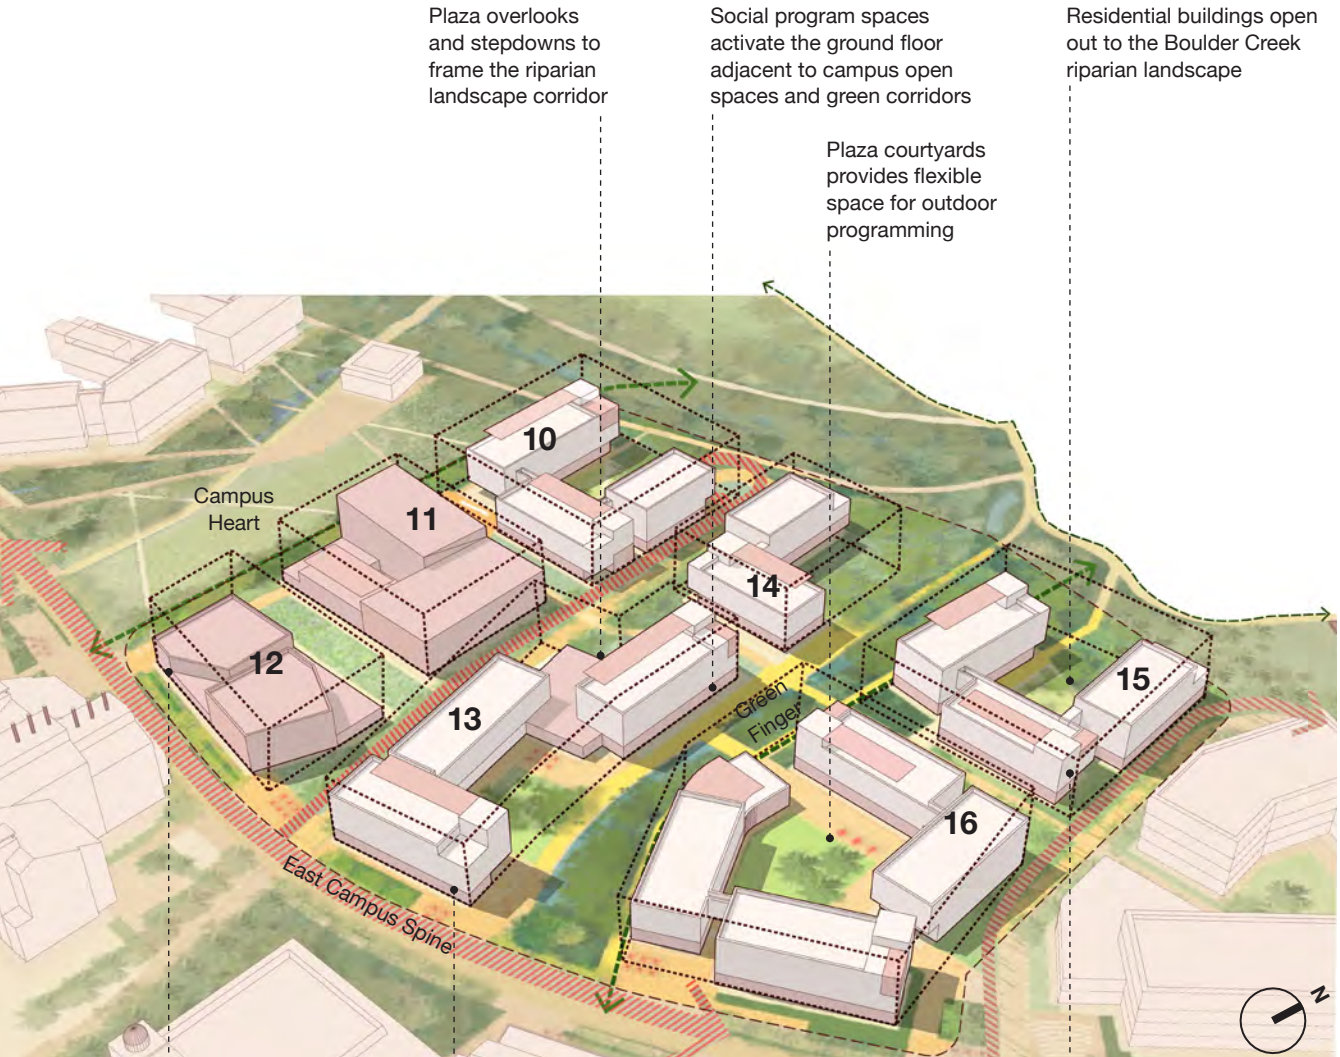 Plaza overlooks
and stepdowns to
frame the riparian
landscape corridor
Social program spaces
activate the ground floor
adjacent to campus open
spaces and green corridors
Residential buildings open
out to the Boulder Creek
riparian landscape
Plaza courtyards
provides flexible
space for outdoor
programming
10
Campus
Heart
11
14
12
15
13
Green
Finger
16
East Campus Spine
N